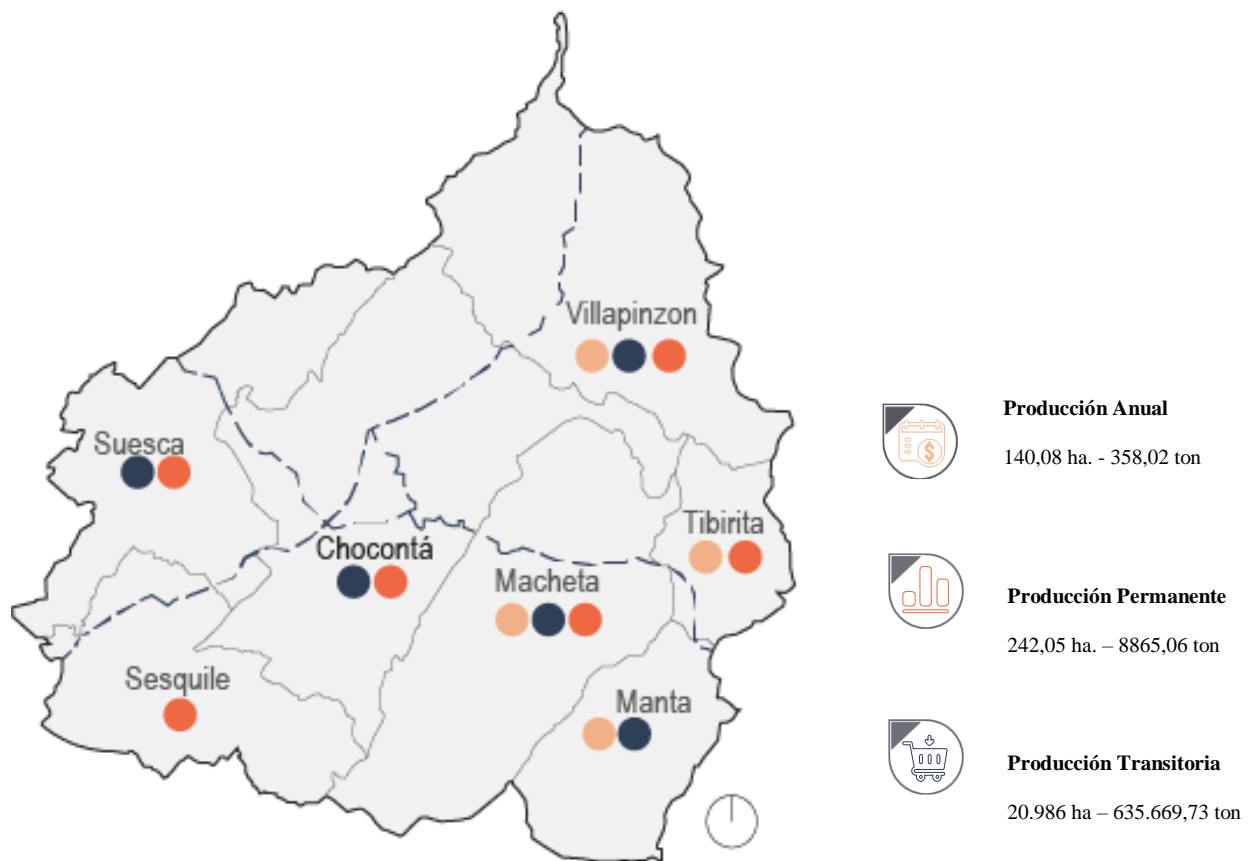 Villapinzon
Suesca
Tibirita
Chocontá
Macheta
Sesquile
Manta
Producción Anual
140,08 ha. - 358,02 ton
Producción Permanente
242,05 ha. – 8865,06 ton
Producción Transitoria
20.986 ha – 635.669,73 ton